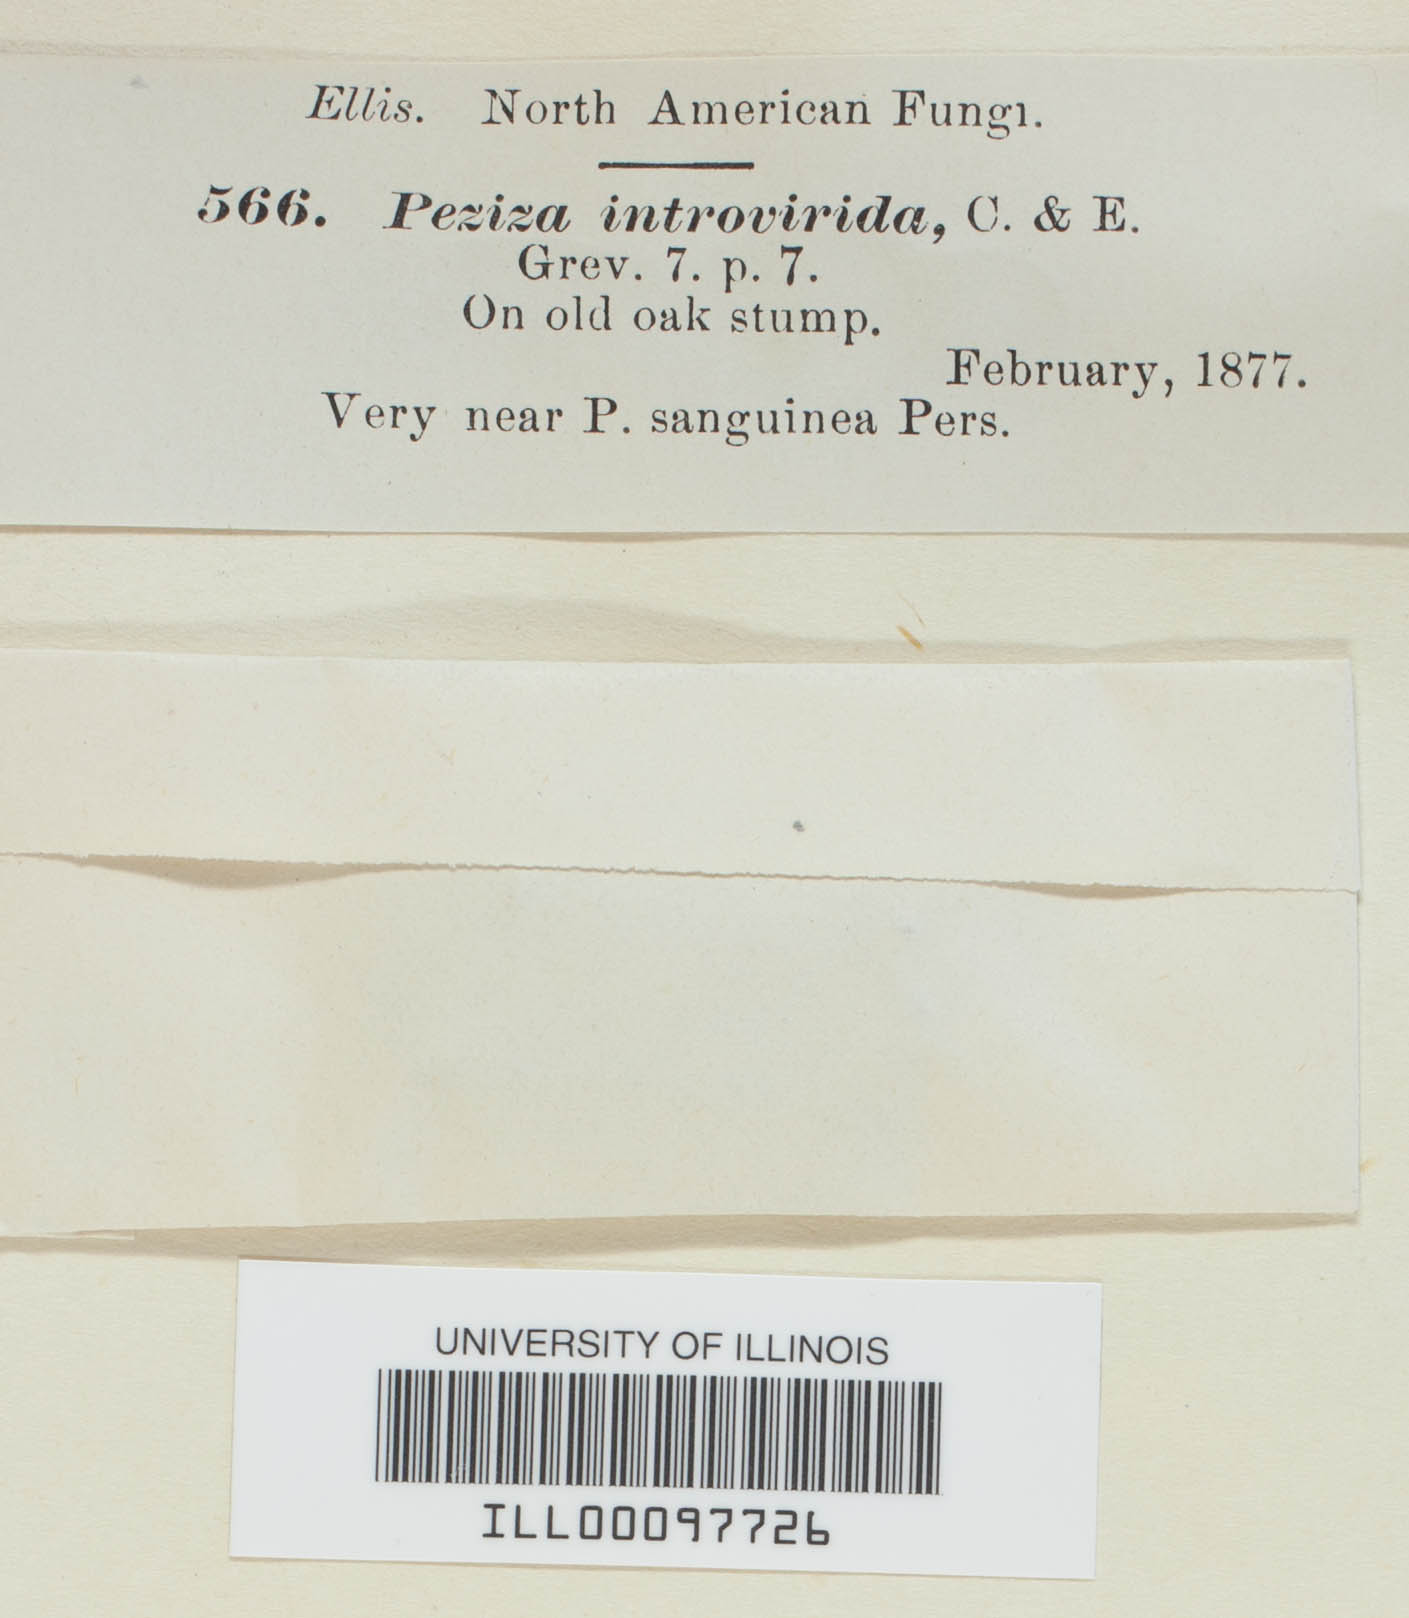 Ellis. North American Fungi.
566. Peziza introvirida, C. & E.
Grev. 7. p. 7.
On old oak stump.
February, 1877.
Very near P. sanguinea Pers.
UNIVERSITY OF ILLINOIS
ILL00097726